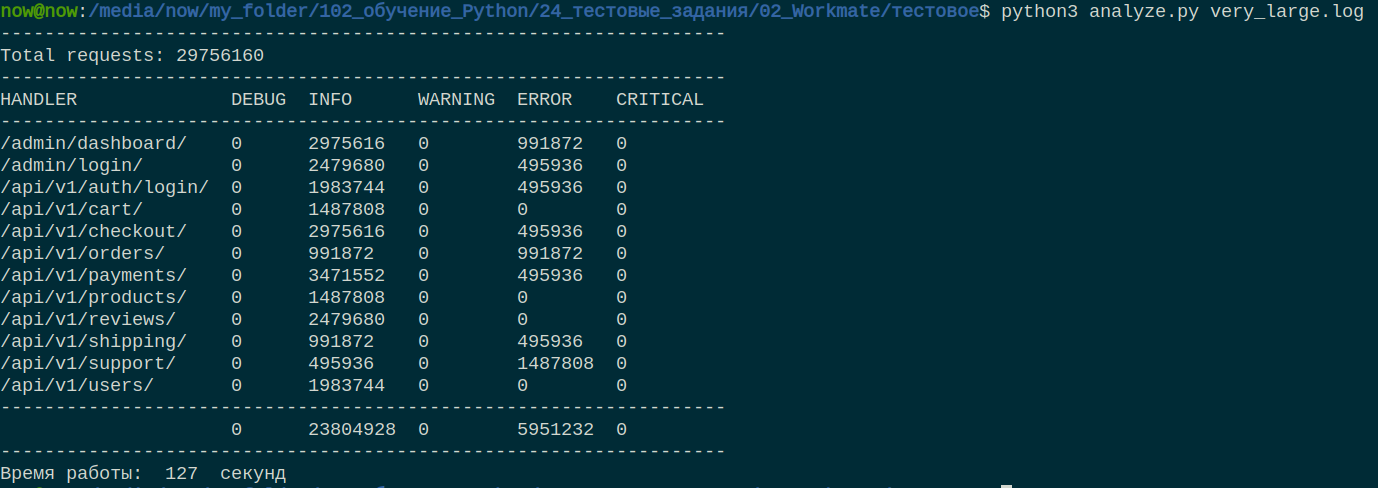 now@now:/media/now/my_folder/102_обучение_Python/24_тестовые_задания/02_Workmate/тестовое$ python3 analyze.py very_large.log
------------------------------------------------------------------
Total requests: 29756160
------------------------------------------------------------------
HANDLER              DEBUG  INFO      WARNING  ERROR    CRITICAL
------------------------------------------------------------------
/admin/dashboard/    0      2975616   0        991872   0
/admin/login/        0      2479680   0        495936   0
/api/v1/auth/login/  0      1983744   0        495936   0
/api/v1/cart/        0      1487808   0        0        0
/api/v1/checkout/    0      2975616   0        495936   0
/api/v1/orders/      0      991872    0        991872   0
/api/v1/payments/    0      3471552   0        495936   0
/api/v1/products/    0      1487808   0        0        0
/api/v1/reviews/     0      2479680   0        0        0
/api/v1/shipping/    0      991872    0        495936   0
/api/v1/support/     0      495936    0        1487808  0
/api/v1/users/       0      1983744   0        0        0
------------------------------------------------------------------
                     0      23804928  0        5951232  0
------------------------------------------------------------------
Время работы:  127  секунд